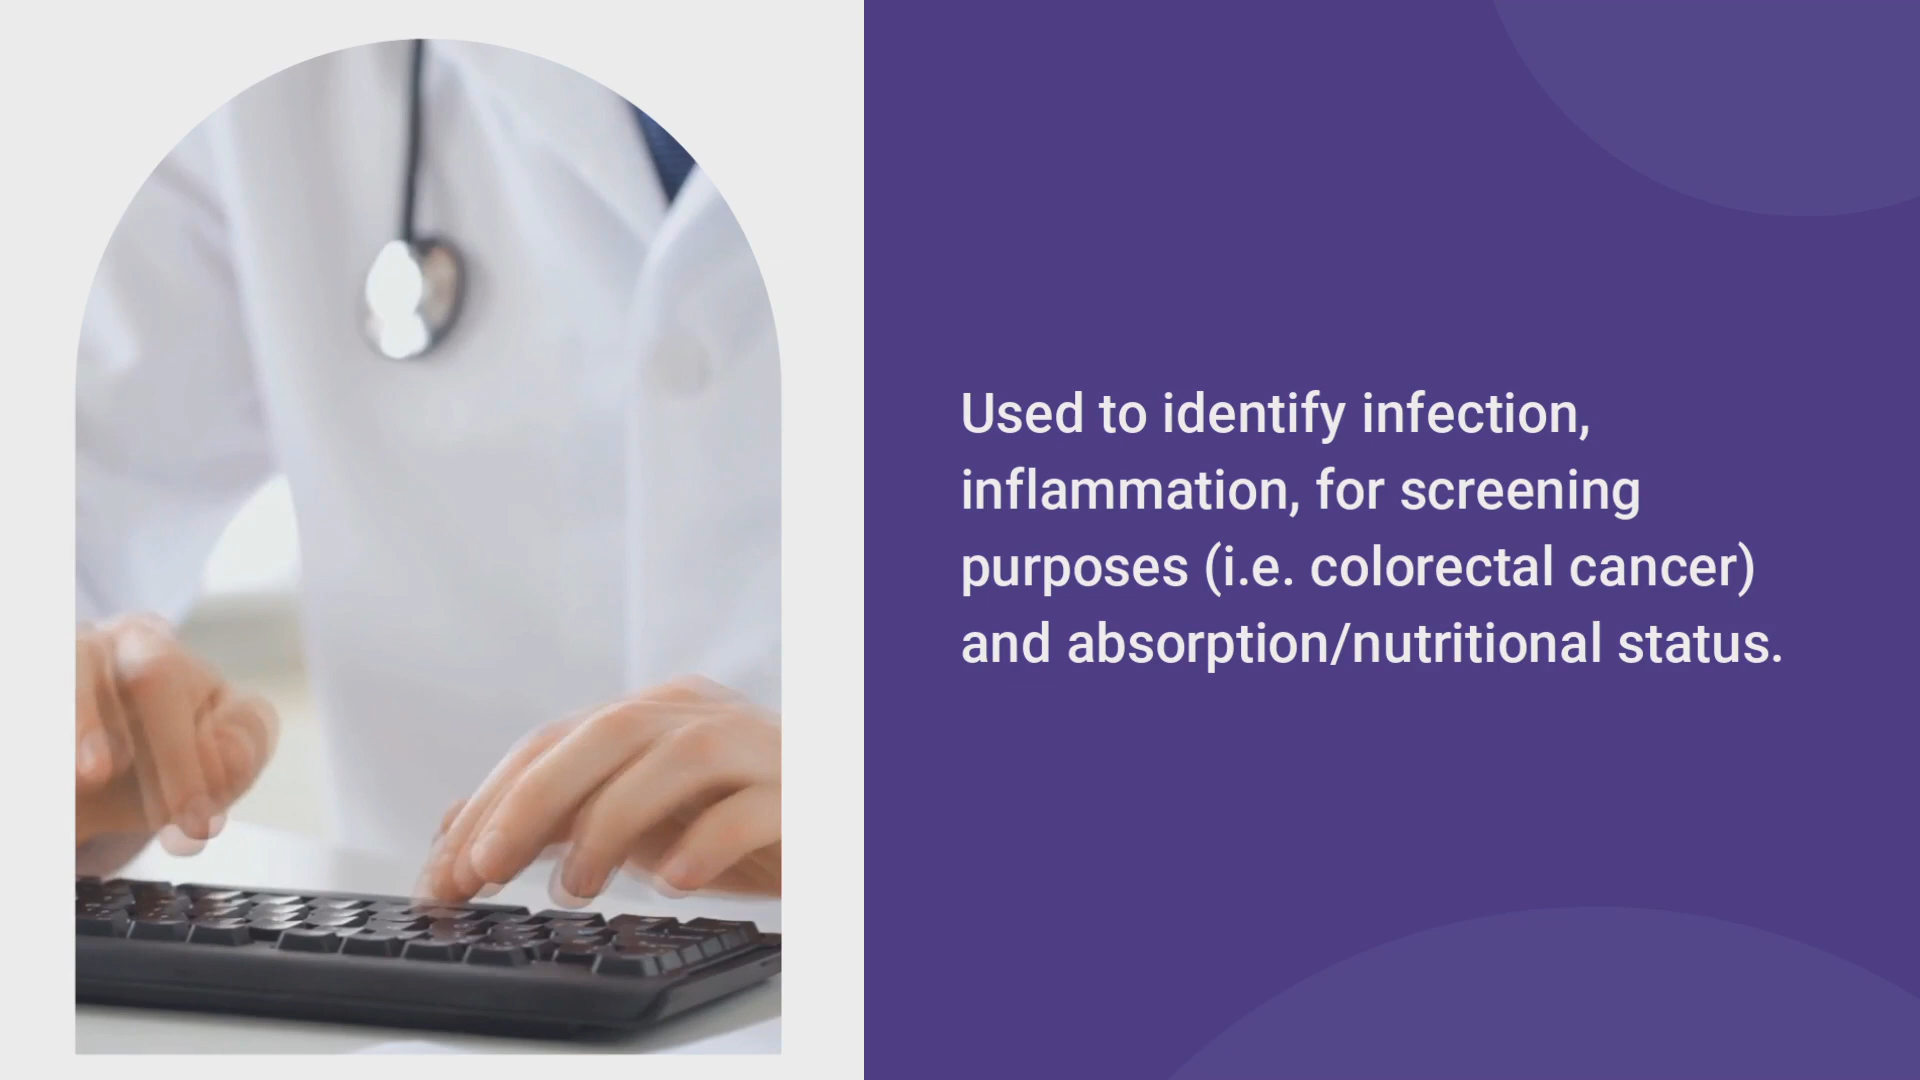 Used to identify infection,
inflammation, for screening
purposes (i.e. colorectal cancer)
and absorption/nutritional status.